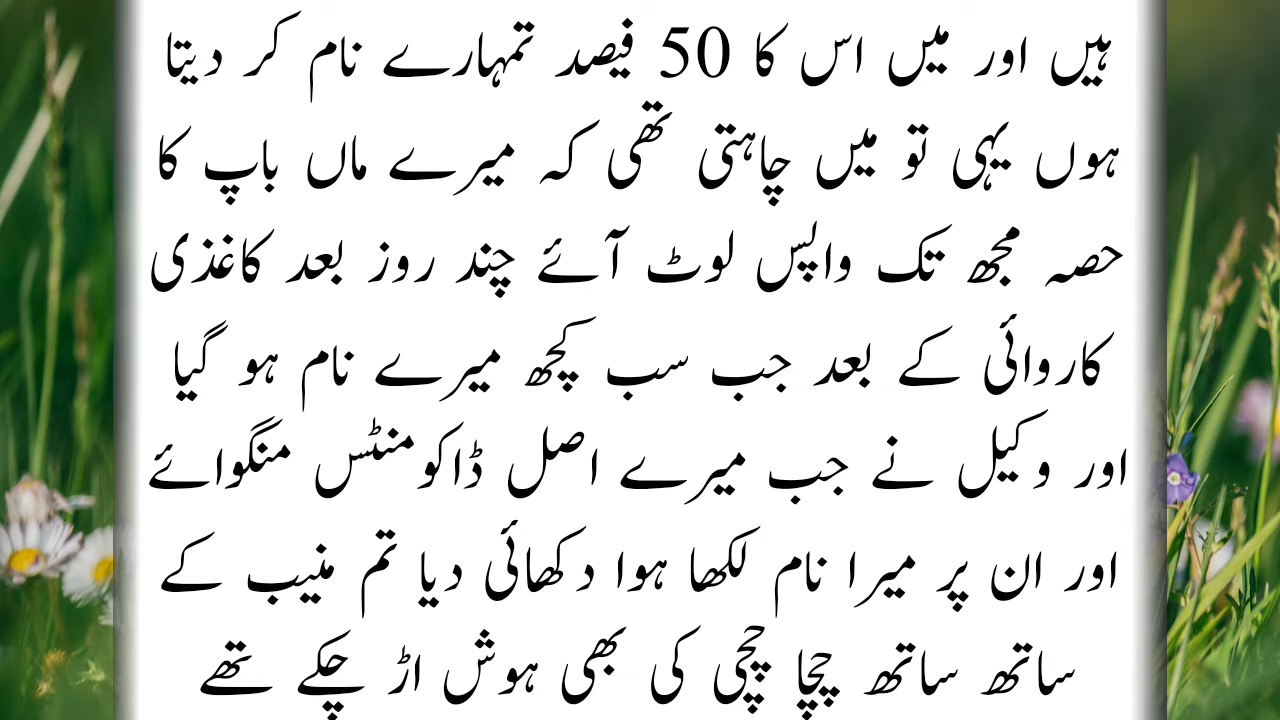 ہیں اور میں اس کا 50 فیصد تمہارے نام کر دیتا
ہوں یہی تو میں چاہتی تھی کہ میرے ماں باپ کا
حصہ مجھ تک واپس لوٹ آئے چند روز بعد کاغذی
کاروائی کے بعد جب سب کچھ میرے نام ہو گیا
اور وکیل نے جب میرے اصل ڈاکومنٹس منگوائے
اور ان پر میرا نام لکھا ہوا دکھائی دیا تم منیب کے
ساتھ ساتھ چچا چچی کی بھی ہوش اڑ چکے تھے